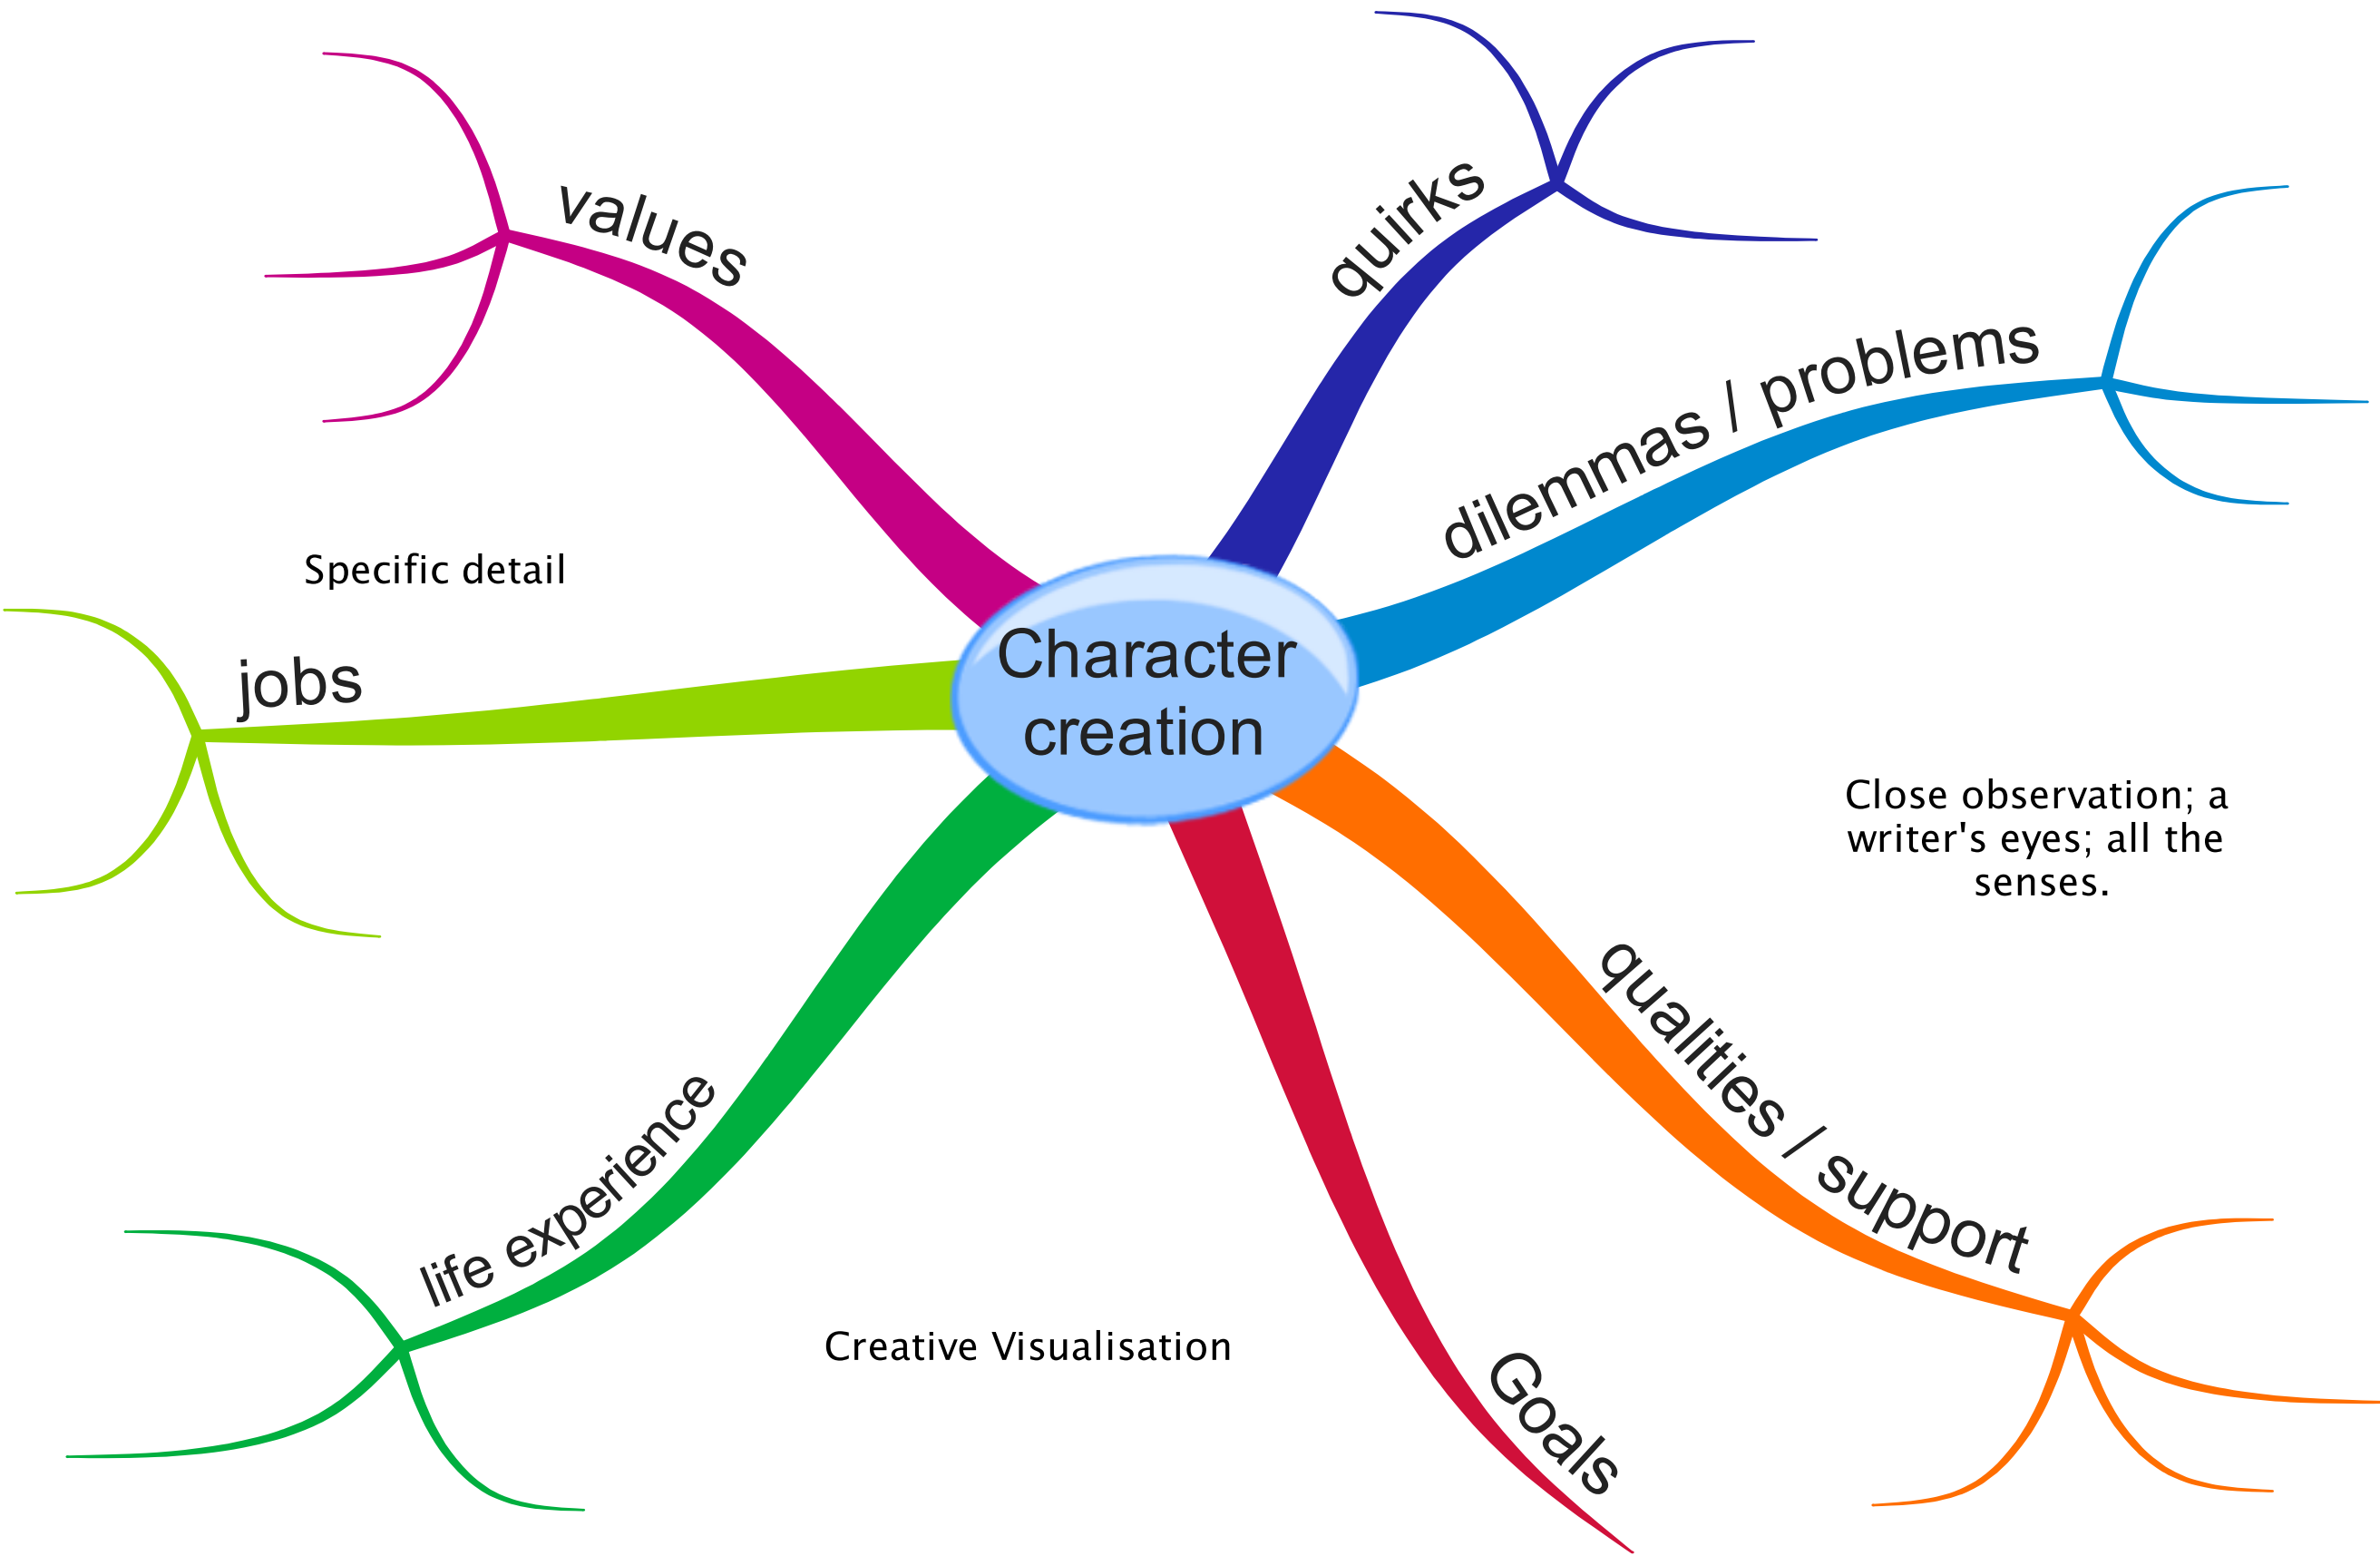 values
quirks
dilemmas / problems
Specific detail
jobs
Character
creation
Close observation; a
writer's eyes; all the
senses.
qualities / support
life experience
Creative Visualisation
Goals